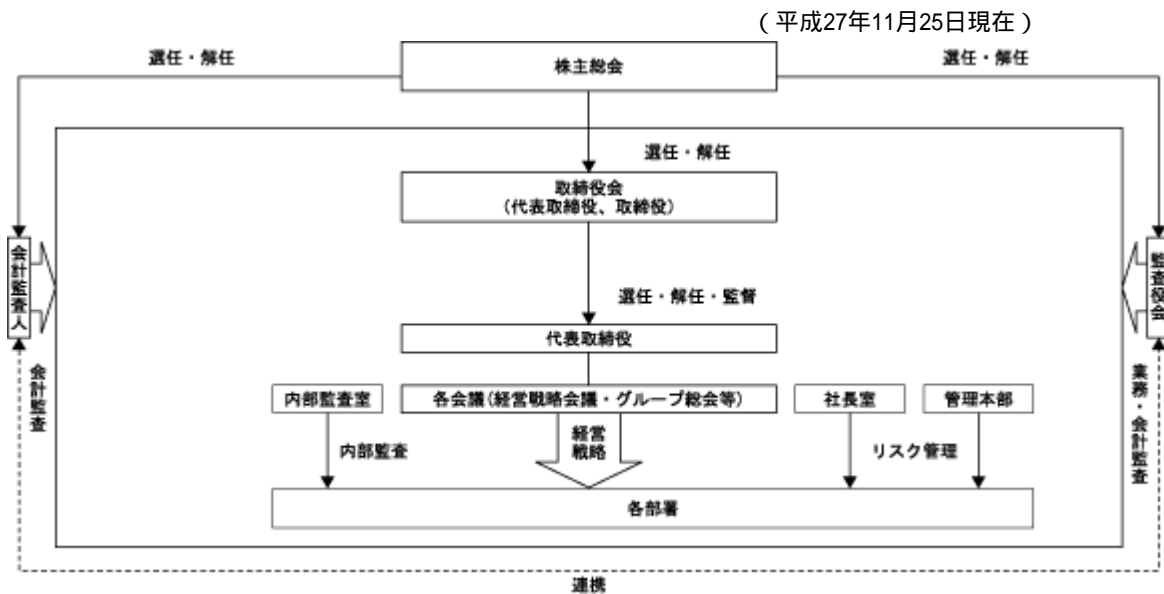 (平成27年11月25日現在)
選任・解任
株主総会
選任・解任
選任・解任
取締役会
(代表取締役、取締役)
会計監査人
監査役会
選任・解任・監督
代表取締役
会計監査
業務・会計監査
内部監査室
各会議(経営戦略会議・グループ総会等)
社長室
管理本部
内部監査
経営
戦略
リスク管理
各部署
連携